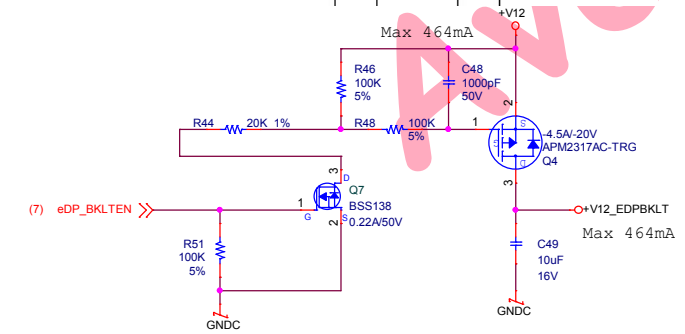 +V12
Max 464mA
R46
100K
5%
C48
1000pF
50V
2
S
R44
20K 1%
R48
100K
5%
1
G
-4.5A/-20V
APM2317AC-TRG
Q4
D
3
3
D
Q7
(7) eDP_BKLTEN
1
G
BSS138
2
S
0.22A/50V
+V12_EDPBKLT
Max 464mA
R51
100K
5%
C49
10uF
16V
GNDC
GNDC